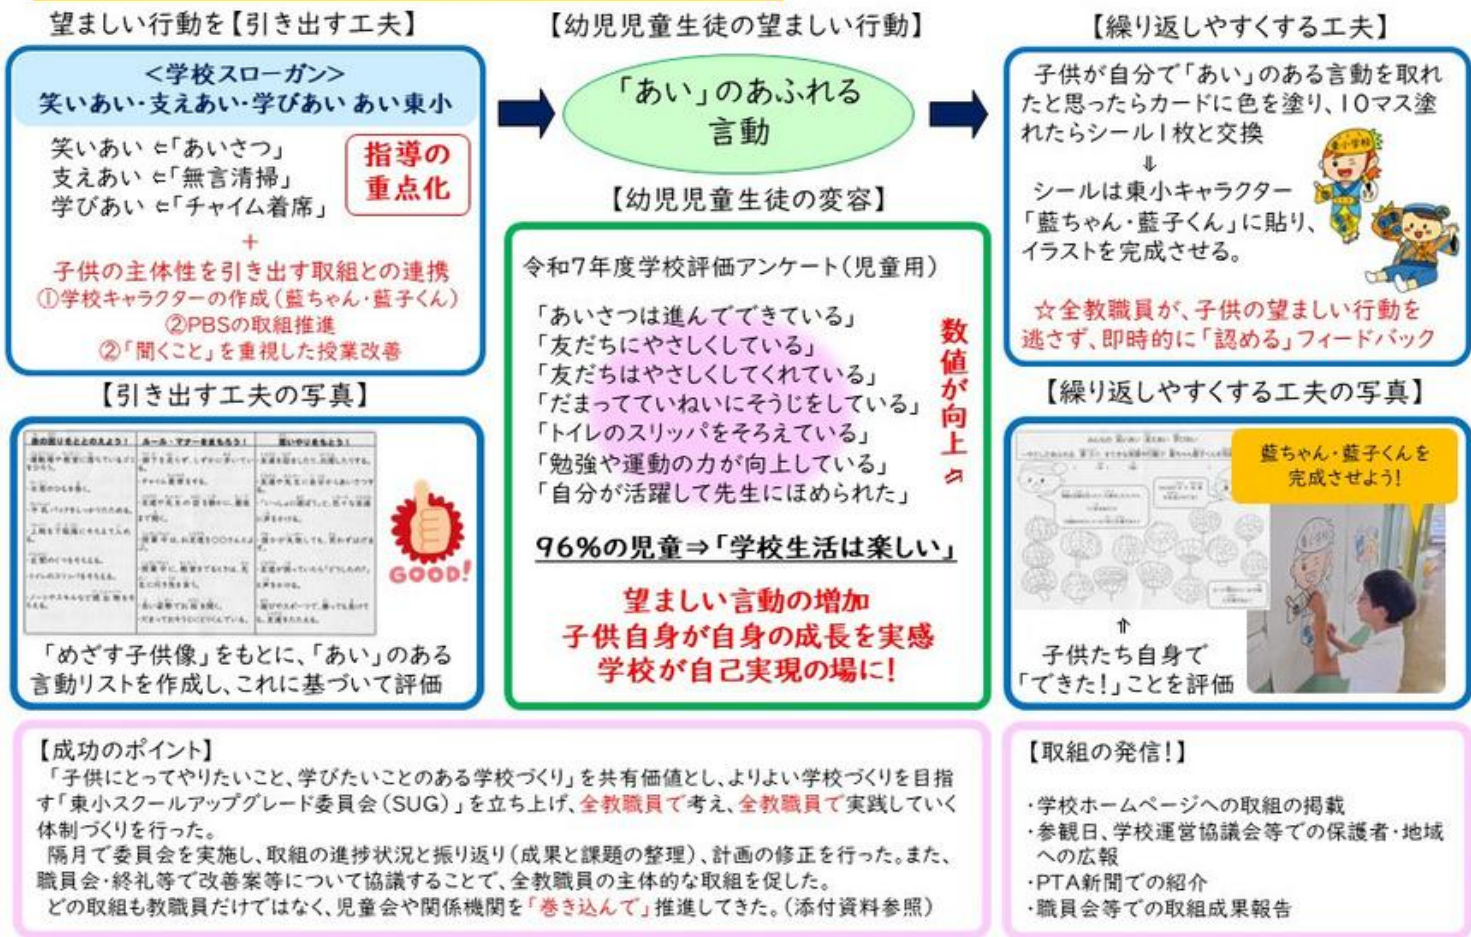 望ましい行動を【引き出す工夫】
<学校スローガン>
笑いあい・支えあい・学びあい あい東小
笑いあい ⇐「あいさつ」
支えあい ⇐「無言清掃」
学びあい ⇐「チャイム着席」
指導の
重点化
+
子供の主体性を引き出す取組との連携
①学校キャラクターの作成(藍ちゃん・藍子くん)
②PBSの取組推進
②「聞くこと」を重視した授業改善
【引き出す工夫の写真】
身の回りをととのえよう!
ルール・マナーをまもろう!
思いやりをもとう!
GOOD!
「めざす子供像」をもとに、「あい」のある
言動リストを作成し、これに基づいて評価
【幼児児童生徒の望ましい行動】
「あい」のあふれる
言動
【幼児児童生徒の変容】
令和7年度学校評価アンケート(児童用)
「あいさつは進んでできている」
「友だちにやさしくしている」
「友だちはやさしくしてくれている」
「だまってていねいにそうじをしている」
「トイレのスリッパをそろえている」
「勉強や運動の力が向上している」
「自分が活躍して先生にほめられた」
数値が向上⇗
96%の児童⇒「学校生活は楽しい」
望ましい言動の増加
子供自身が自身の成長を実感
学校が自己実現の場に!
【繰り返しやすくする工夫】
子供が自分で「あい」のある言動を取れ
たと思ったらカードに色を塗り、10マス塗
れたらシール1枚と交換
⇓
シールは東小キャラクター
「藍ちゃん・藍子くん」に貼り、
イラストを完成させる。
東小学校
☆全教職員が、子供の望ましい行動を
逃さず、即時的に「認める」フィードバック
【繰り返しやすくする工夫の写真】
藍ちゃん・藍子くんを
完成させよう!
⇑
子供たち自身で
「できた!」ことを評価
【成功のポイント】
「子供にとってやりたいこと、学びたいことのある学校づくり」を共有価値とし、よりよい学校づくりを目指
す「東小スクールアップグレード委員会(SUG)」を立ち上げ、全教職員で考え、全教職員で実践していく
体制づくりを行った。
隔月で委員会を実施し、取組の進捗状況と振り返り(成果と課題の整理)、計画の修正を行った。また、
職員会・終礼等で改善案等について協議することで、全教職員の主体的な取組を促した。
どの取組も教職員だけではなく、児童会や関係機関を「巻き込んで」推進してきた。(添付資料参照)
【取組の発信!】
・学校ホームページへの取組の掲載
・参観日、学校運営協議会等での保護者・地域
への広報
・PTA新聞での紹介
・職員会等での取組成果報告